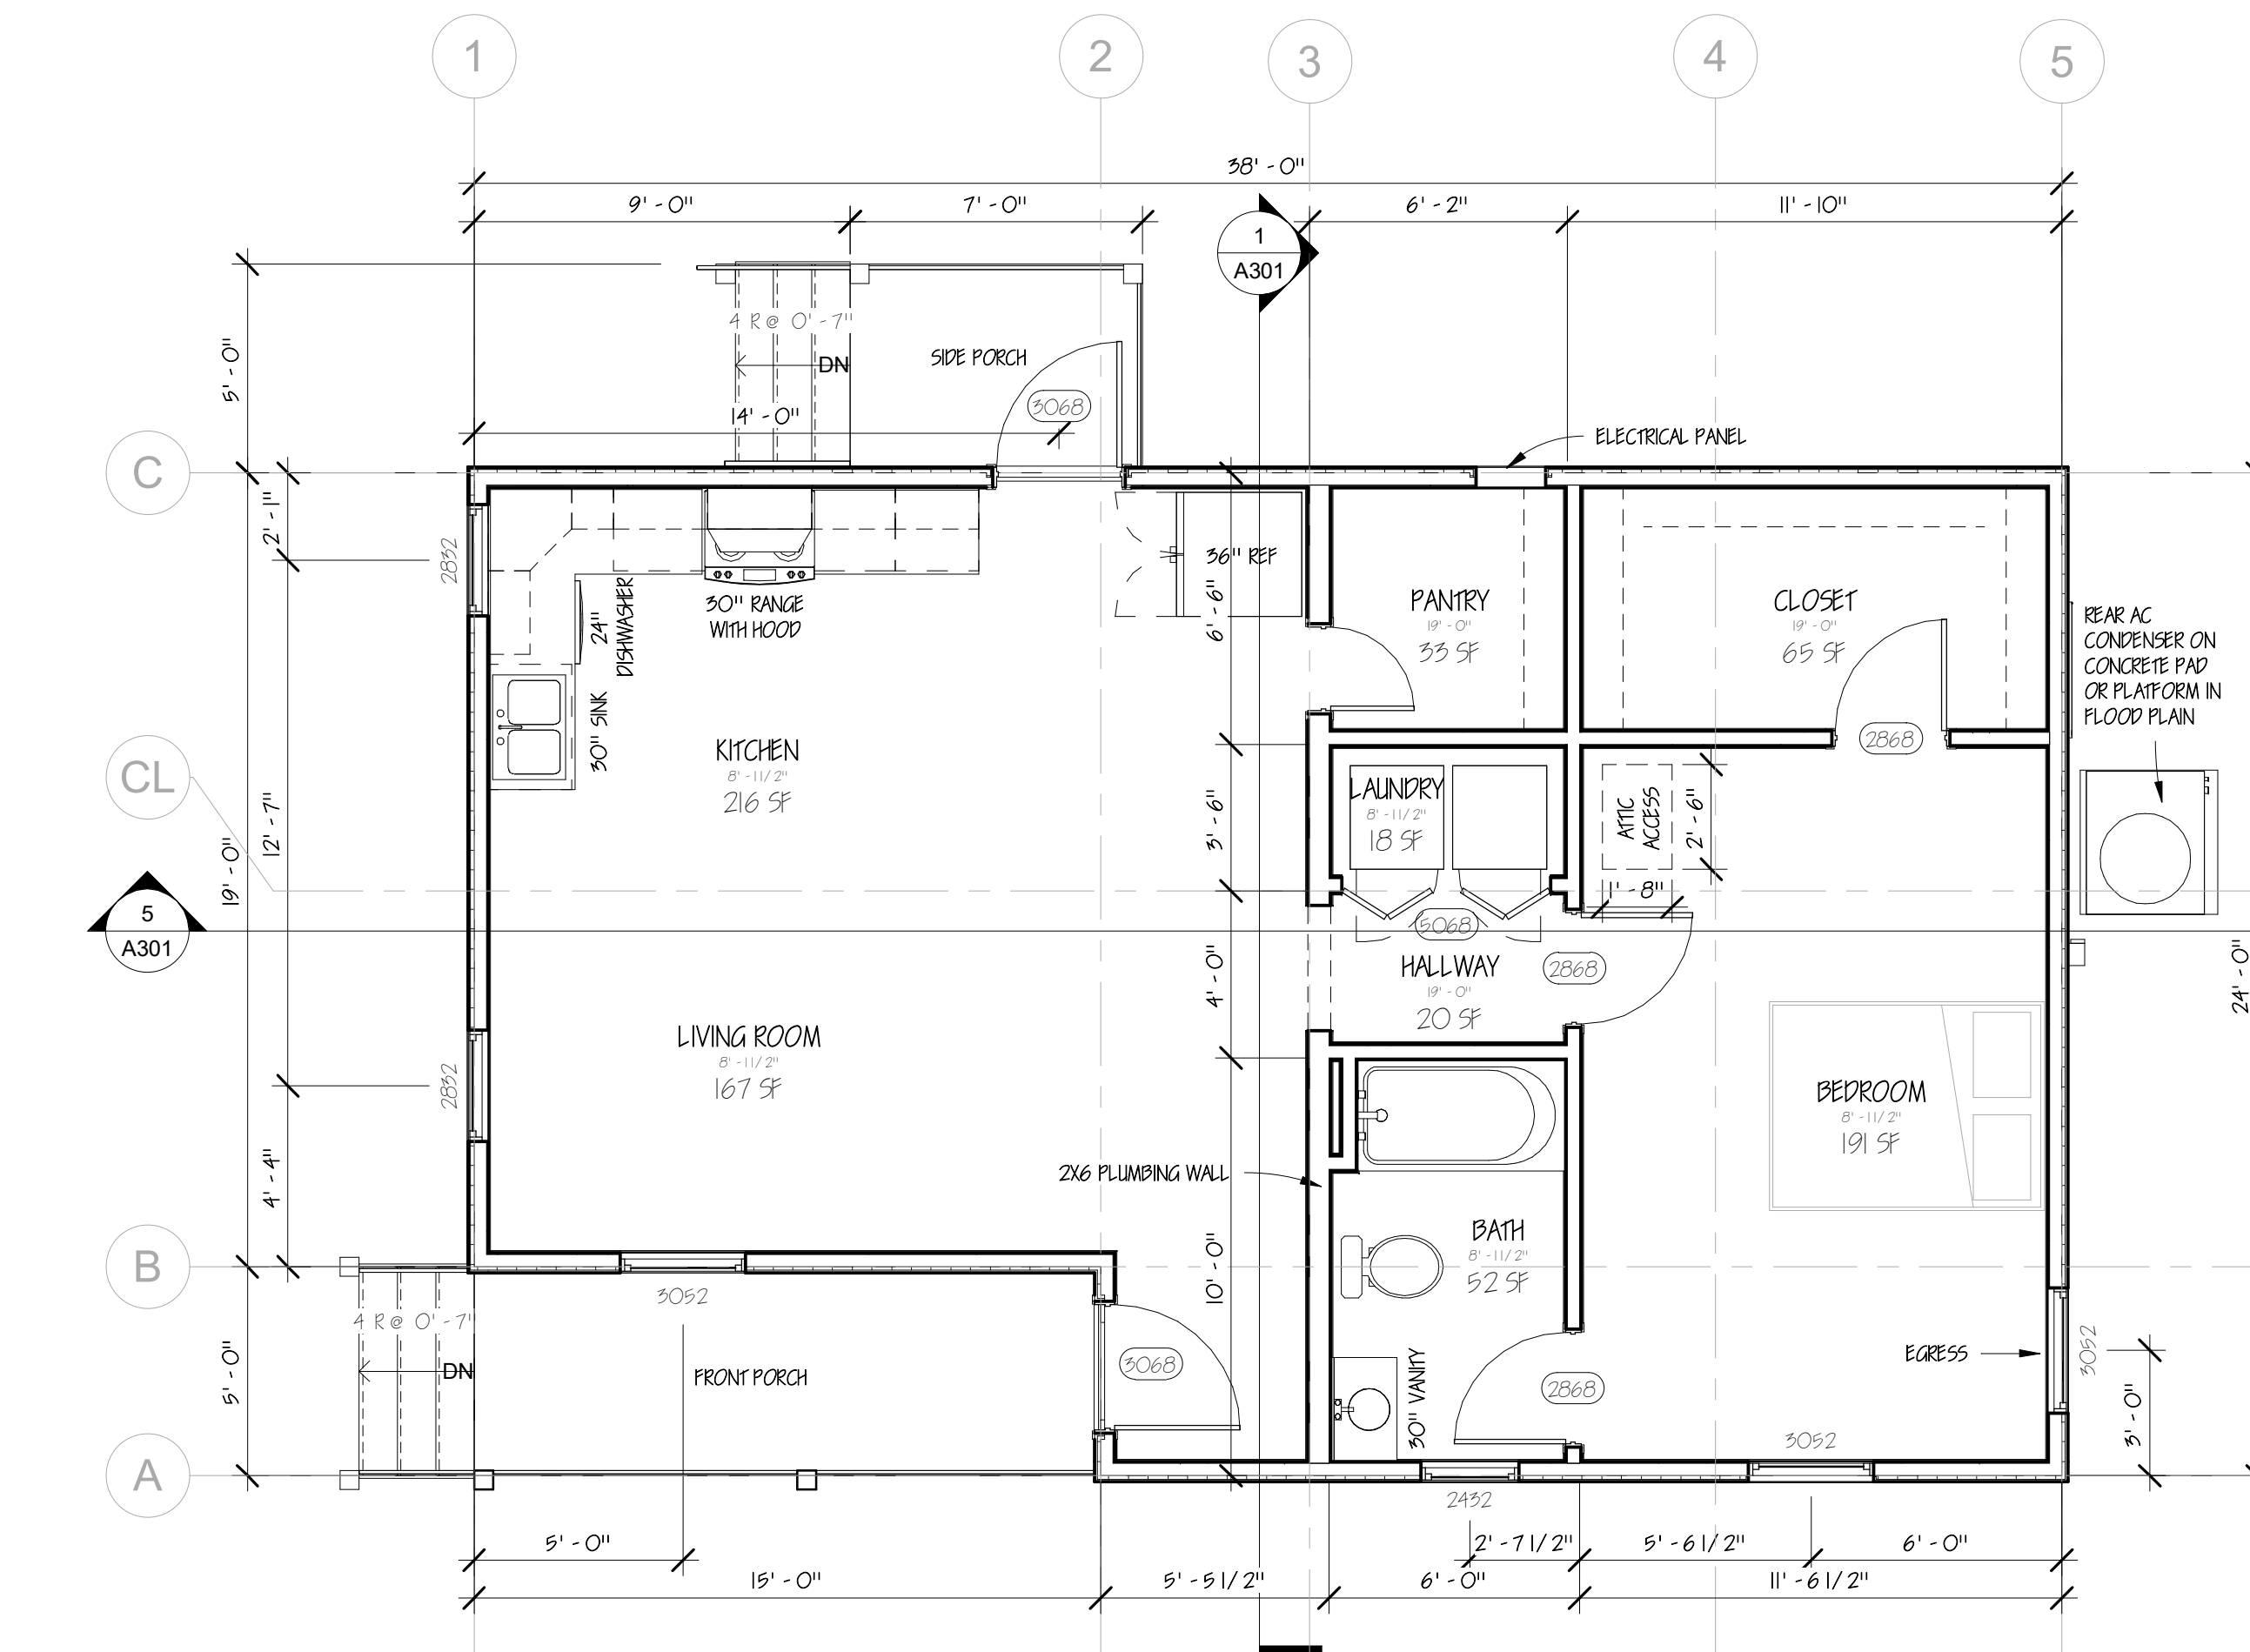 1
2
3
4
5
38' - 0"
9' - 0"
7' - 0"
6' - 2"
11' - 10"
1
A301
5' - 0"
4 R @ 0' - 7"
DN
SIDE PORCH
14' - 0"
3068
ELECTRICAL PANEL
C
2' - 1"
2832
36" REF
30" RANGE
WITH HOOD
24"
DISHWASHER
30" SINK
6' - 6"
PANTRY
19' - 0"
33 SF
CLOSET
19' - 0"
65 SF
REAR AC
CONDENSER ON
CONCRETE PAD
OR PLATFORM IN
FLOOD PLAIN
2868
KITCHEN
8' - 11/2"
216 SF
CL
12' - 7"
19' - 0"
3' - 6"
LAUNDRY
8' - 11/2"
18 SF
ATTIC
ACCESS
2' - 6"
1' - 8"
5
A301
5068
4' - 0"
HALLWAY
19' - 0"
20 SF
2868
24' - 0"
LIVING ROOM
8' - 11/2"
167 SF
2832
BEDROOM
8' - 11/2"
191 SF
4' - 4"
2X6 PLUMBING WALL
BATH
8' - 11/2"
52 SF
10' - 0"
B
3052
4 R @ 0' - 7"
DN
5' - 0"
FRONT PORCH
3068
30" VANITY
2868
EGRESS
3052
3' - 0"
3052
A
2432
5' - 0"
2' - 7 1/2"
5' - 6 1/2"
6' - 0"
15' - 0"
5' - 5 1/2"
6' - 0"
11' - 6 1/2"